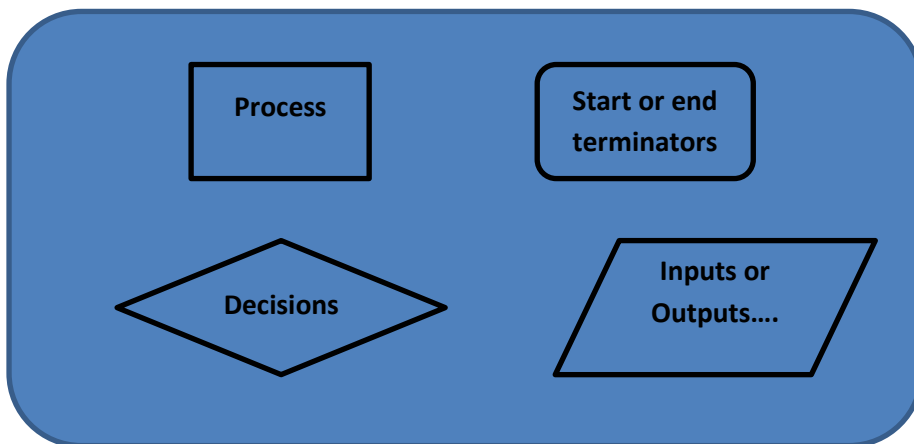 Process
Start or end
terminators
Decisions
Inputs or
Outputs….